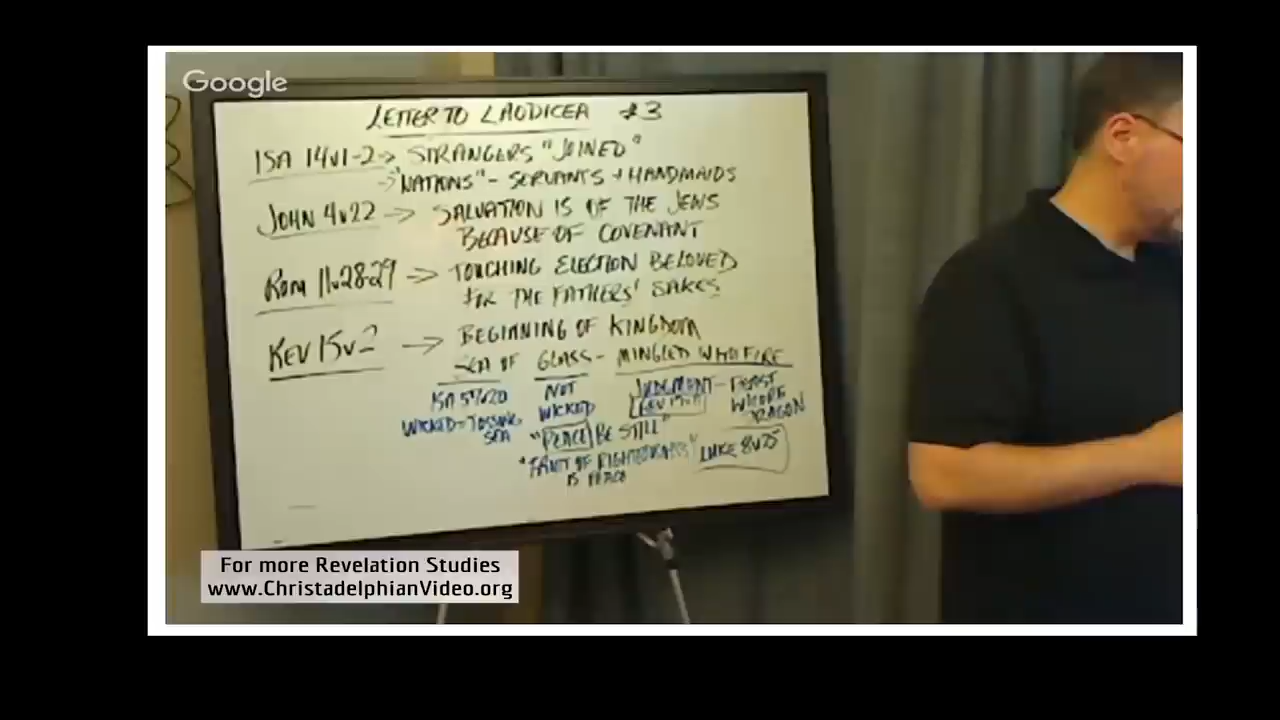 Google
LETTER TO LAODICEA #3
ISA 14v1-2 → STRANGERS "JOINED"
→ "NATIONS" - SERVANTS + HANDMAIDS
JOHN 4v22 → SALVATION IS OF THE JEWS
BECAUSE OF COVENANT
ROM 11v28-29 → TOUCHING ELECTION BELOVED
FOR THE FATHERS' SAKES
REV 15v2 → BEGINNING OF KINGDOM
SEA OF GLASS - MINGLED WITH FIRE
ISA 57v20 NOT JUDGMENT - BEAST
WICKED = TOSSING WICKED WHORE
SEA DRAGON
"PEACE BE STILL"
"FRUIT OF RIGHTEOUSNESS" LUKE 8v25
IS PEACE
For more Revelation Studies
www.ChristadelphianVideo.org